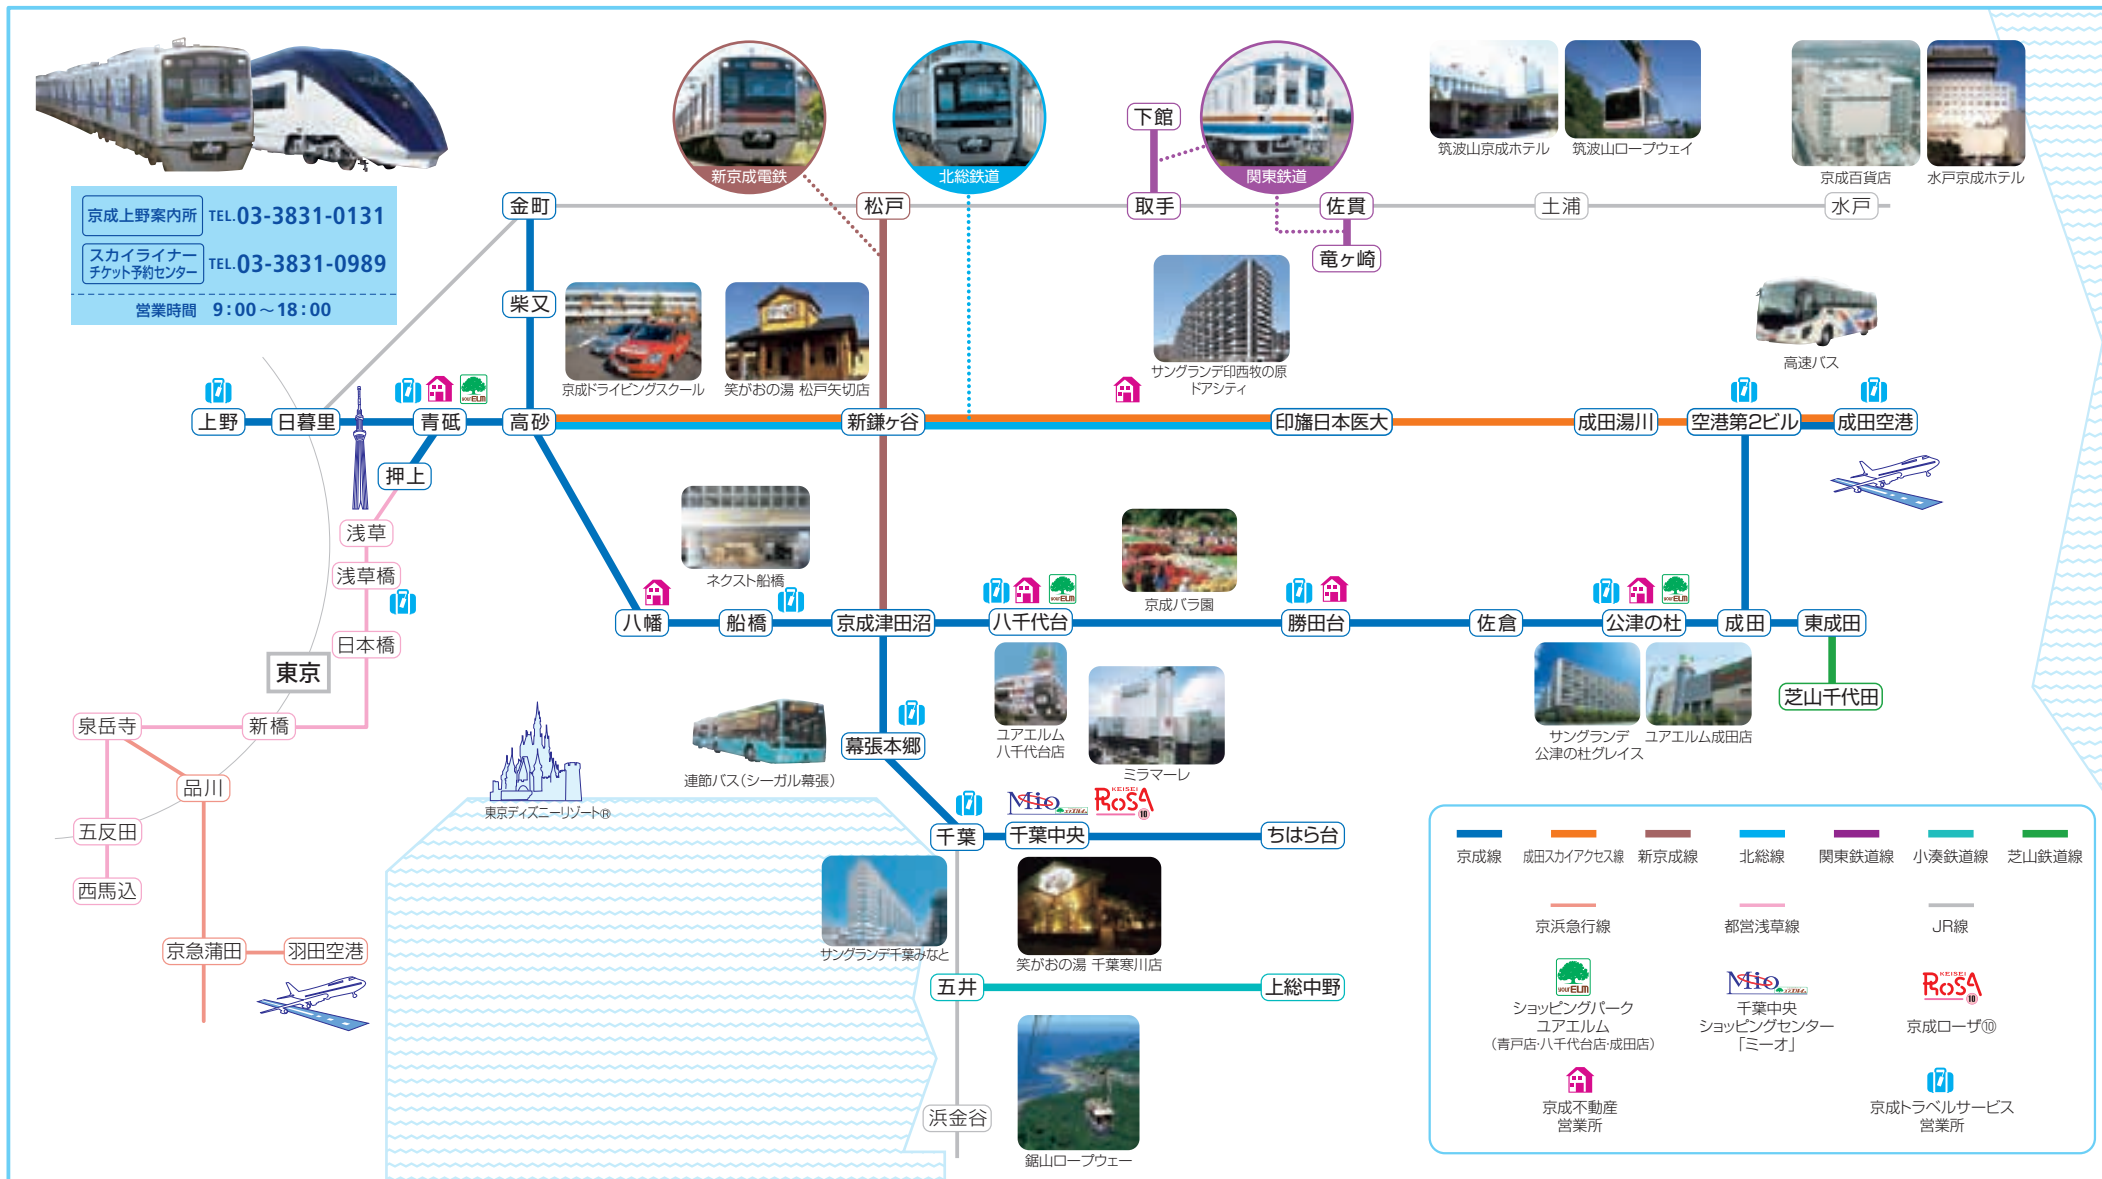 新京成電鉄
北総鉄道
関東鉄道
下館
筑波山京成ホテル
筑波山ロープウェイ
京成百貨店
水戸京成ホテル
京成上野案内所 TEL.03-3831-0131
スカイライナー
チケット予約センター TEL.03-3831-0989
営業時間 9:00～18:00
金町
松戸
取手
佐貫
土浦
水戸
竜ヶ崎
柴又
京成ドライビングスクール
笑がおの湯 松戸矢切店
サングランデ印西牧の原
ドアシティ
高速バス
yourELM
上野
日暮里
青砥
高砂
新鎌ヶ谷
印旛日本医大
成田湯川
空港第2ビル
成田空港
押上
浅草
浅草橋
日本橋
東京
新橋
泉岳寺
品川
五反田
西馬込
京急蒲田
羽田空港
ネクスト船橋
京成バラ園
yourELM
yourELM
八幡
船橋
京成津田沼
八千代台
勝田台
佐倉
公津の杜
成田
東成田
芝山千代田
ユアエルム
八千代台店
ミラマーレ
サングランデ
公津の杜グレイス
ユアエルム成田店
幕張本郷
連節バス(シーガル幕張)
東京ディズニーリゾート®
Mio
KEISEI
ROSA
10
千葉
千葉中央
ちはら台
サングランデ千葉みなと
笑がおの湯 千葉寒川店
五井
上総中野
浜金谷
鋸山ロープウェー
京成線
成田スカイアクセス線
新京成線
北総線
関東鉄道線
小湊鉄道線
芝山鉄道線
京浜急行線
都営浅草線
JR線
yourELM
ショッピングパーク
ユアエルム
(青戸店・八千代台店・成田店)
Mio
千葉中央
ショッピングセンター
「ミーオ」
KEISEI
ROSA
10
京成ローザ⑩
京成不動産
営業所
京成トラベルサービス
営業所